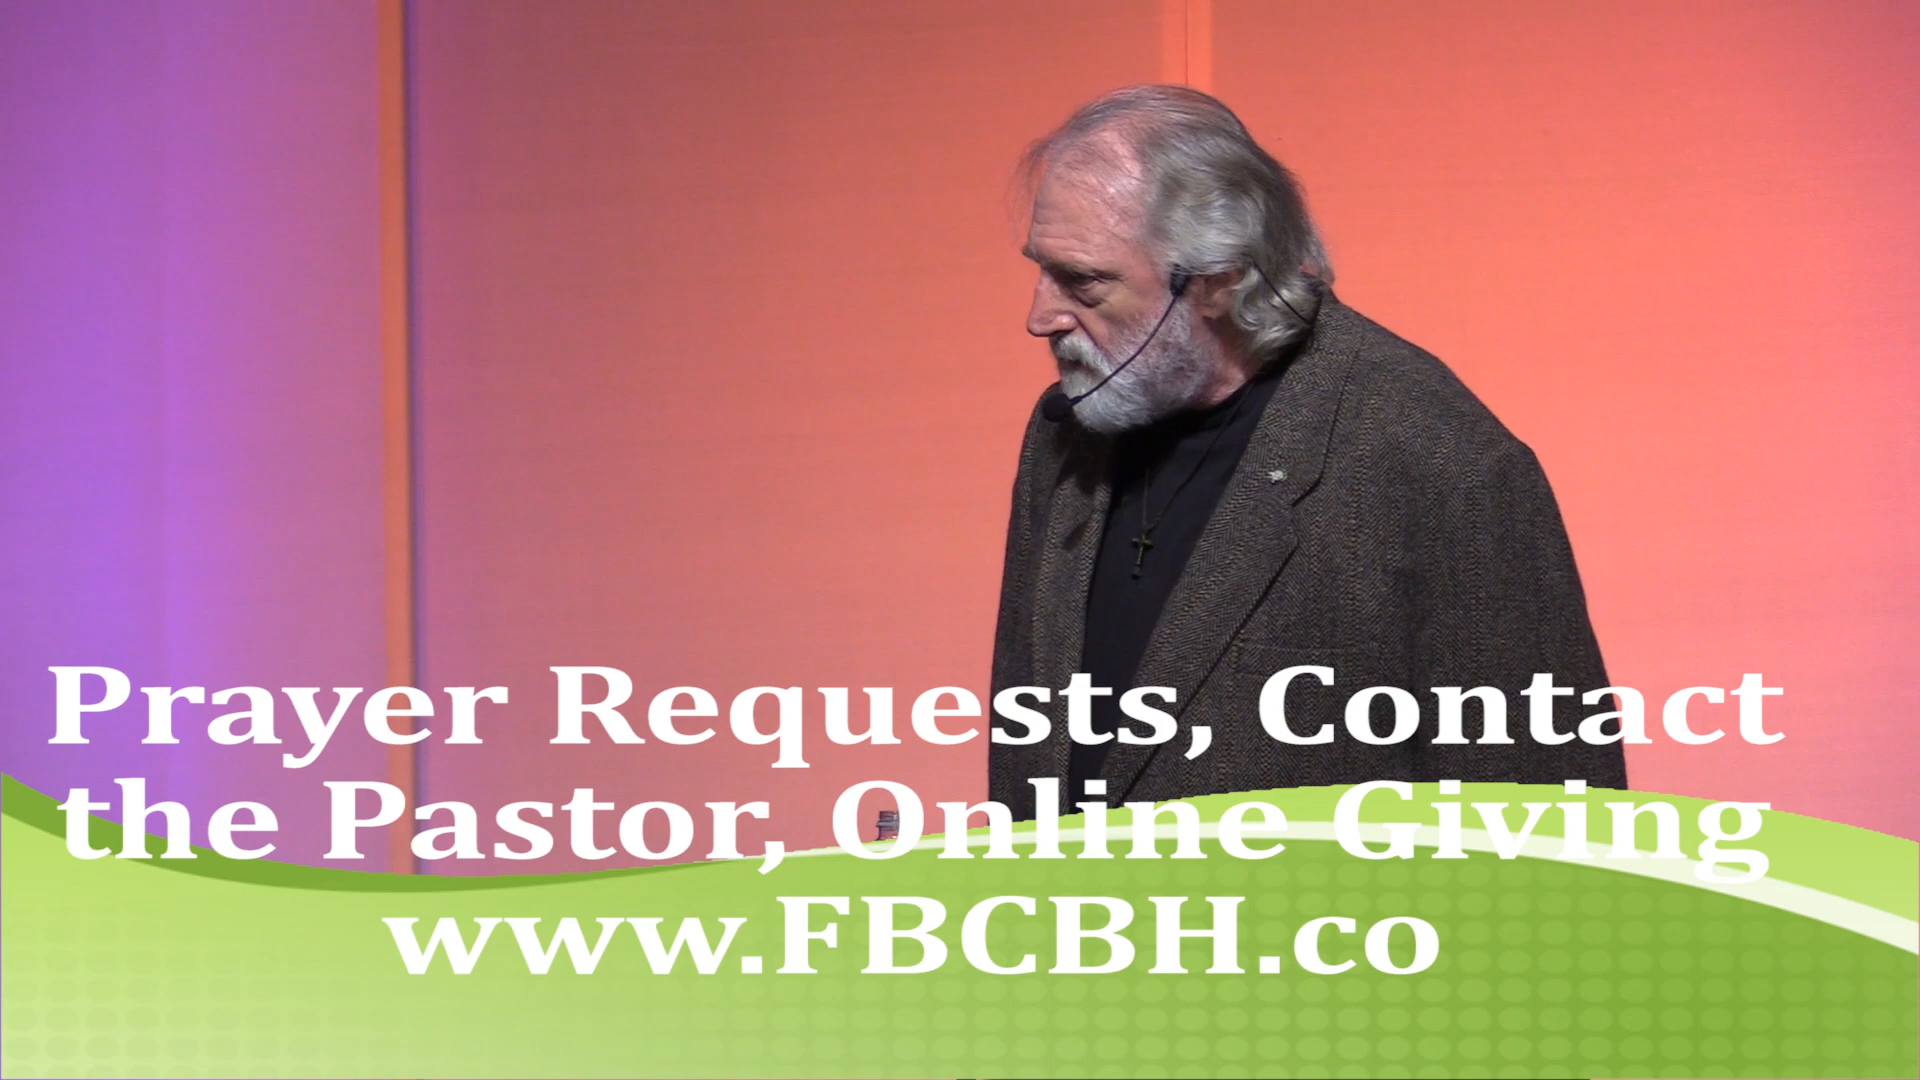 Prayer Requests, Contact
the Pastor, Online Giving
www.FBCBH.co